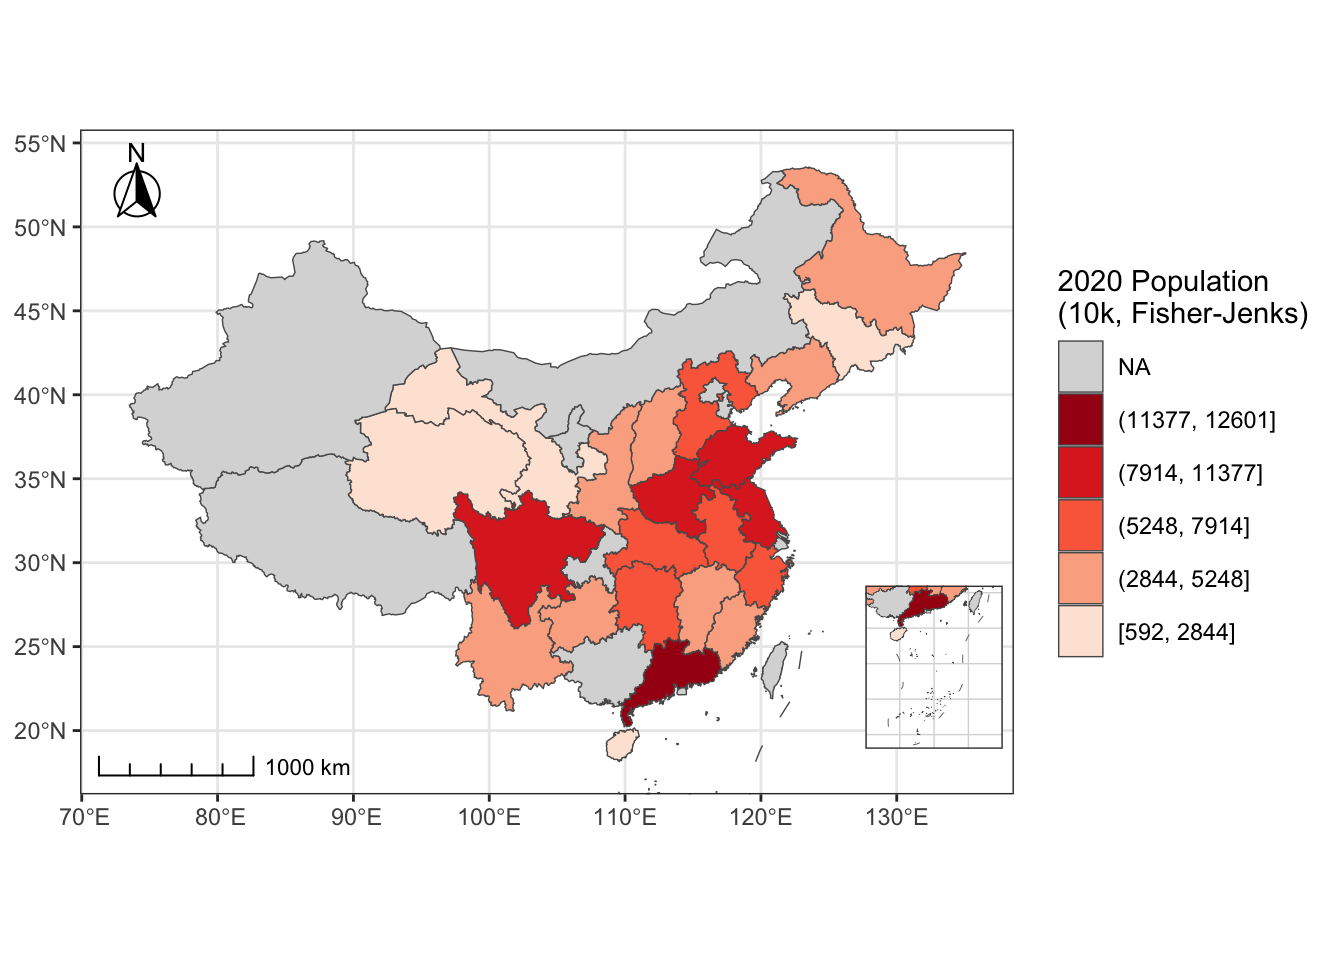 55°N
50°N
45°N
40°N
35°N
30°N
25°N
20°N
N
1000 km
70°E
80°E
90°E
100°E
110°E
120°E
130°E
2020 Population
(10k, Fisher-Jenks)
NA
(11377, 12601]
(7914, 11377]
(5248, 7914]
(2844, 5248]
[592, 2844]